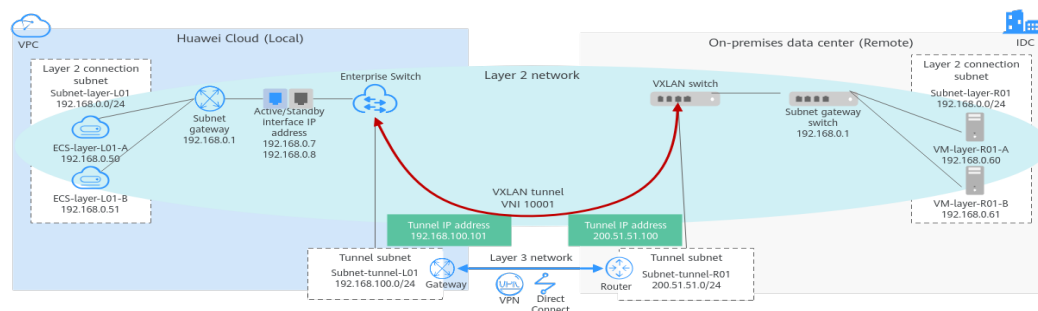 VPC
Huawei Cloud (Local)
On-premises data center (Remote)
IDC
Layer 2 connection
subnet
Subnet-layer-L01
192.168.0.0/24
ECS-layer-L01-A
192.168.0.50
ECS-layer-L01-B
192.168.0.51
Subnet
gateway
192.168.0.1
Active/Standby
interface IP
address
192.168.0.7
192.168.0.8
Enterprise Switch
Layer 2 network
VXLAN switch
Subnet gateway
switch
192.168.0.1
Layer 2 connection
subnet
Subnet-layer-R01
192.168.0.0/24
VM-layer-R01-A
192.168.0.60
VM-layer-R01-B
192.168.0.61
VXLAN tunnel
VNI 10001
Tunnel IP address
192.168.100.101
Tunnel IP address
200.51.51.100
Tunnel subnet
Subnet-tunnel-L01
192.168.100.0/24
Gateway
Layer 3 network
VPN
Direct
Connect
Router
Tunnel subnet
Subnet-tunnel-R01
200.51.51.0/24